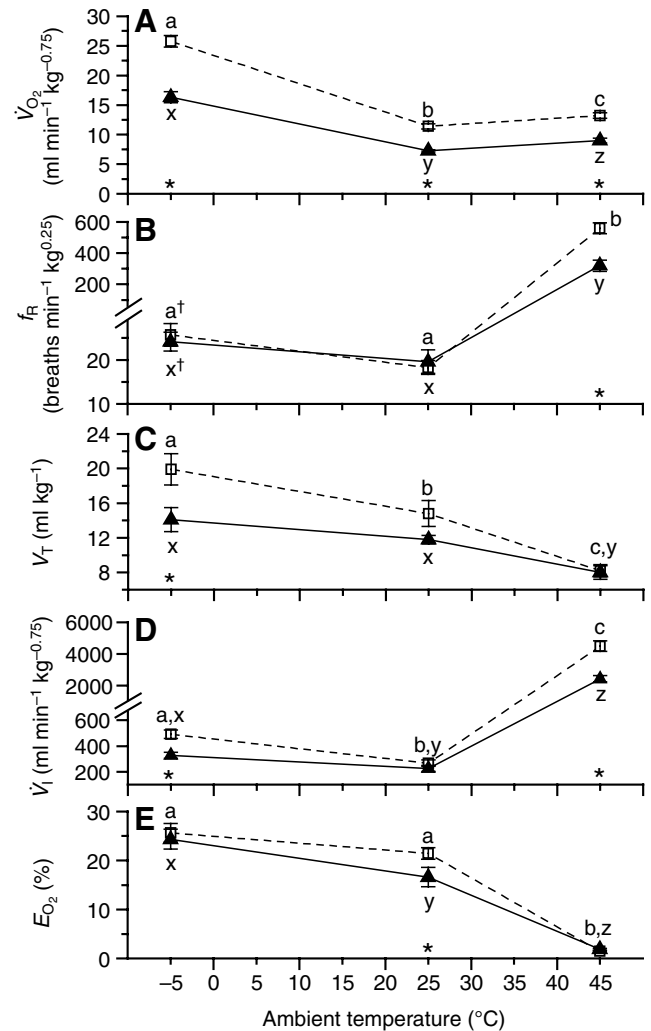 A
a
30
25
20
15
10
5
0
V̇O2
(ml min–1 kg–0.75)
b
c
x
y
z
* * *
B
600
400
200
20
10
fR
(breaths min–1 kg0.25)
b
y
a†
a
x†
x
*
C
24
20
16
12
8
VT (ml kg–1)
a
b
c,y
x
x
*
D
6000
4000
2000
600
400
200
V̇I (ml min–1 kg–0.75)
c
z
a,x
b,y
* *
E
30
20
10
0
EO2 (%)
a
a
b,z
x
y
*
–5 0 5 10 15 20 25 30 35 40 45
Ambient temperature (°C)